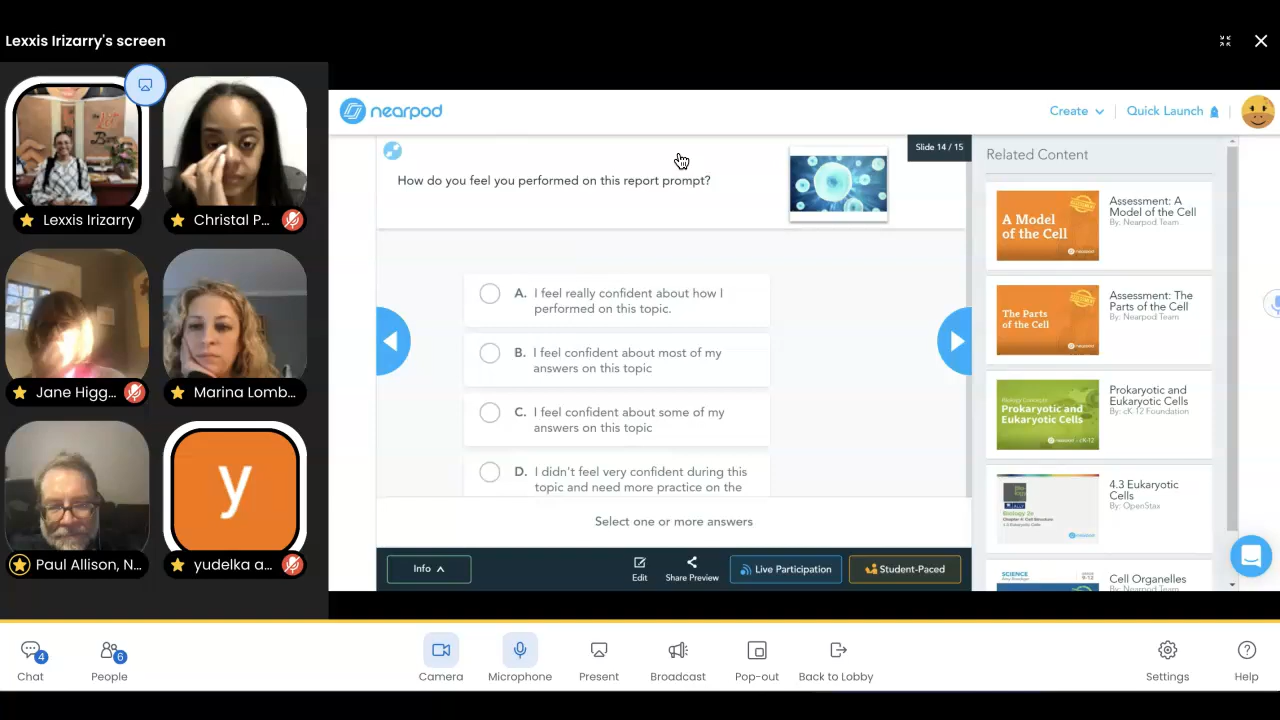 Lexxis Irizarry's screen
Lexxis Irizarry
Christal P...
Jane Higg...
Marina Lomb...
Paul Allison, N...
y
yudelka a...
nearpod
Create
Quick Launch
How do you feel you performed on this report prompt?
Slide 14 / 15
A. I feel really confident about how I
performed on this topic.
B. I feel confident about most of my
answers on this topic
C. I feel confident about some of my
answers on this topic
D. I didn't feel very confident during this
topic and need more practice on the
Select one or more answers
Info
Edit
Share Preview
Live Participation
Student-Paced
Related Content
A Model
of the Cell
nearpod
Assessment: A
Model of the Cell
By: Nearpod Team
The Parts
of the Cell
nearpod
Assessment: The
Parts of the Cell
By: Nearpod Team
Prokaryotic and
Eukaryotic Cells
Prokaryotic and
Eukaryotic Cells
By: cK-12 Foundation
4.3 Eukaryotic
Cells
By: OpenStax
SCIENCE
9-12
Cell Organelles
By: Nearpod Team
4
Chat
6
People
Camera
Microphone
Present
Broadcast
Pop-out
Back to Lobby
Settings
Help